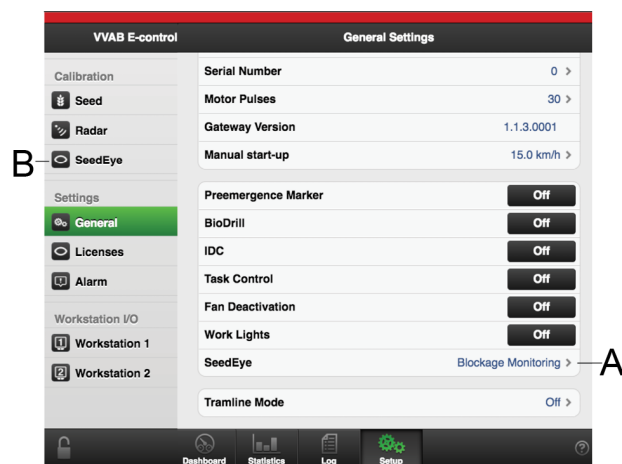 VVAB E-control
General Settings
Calibration
Seed
Radar
SeedEye
B
Settings
General
Licenses
Alarm
Workstation I/O
1 Workstation 1
2 Workstation 2
Serial Number 0 >
Motor Pulses 30 >
Gateway Version 1.1.3.0001
Manual start-up 15.0 km/h >
Preemergence Marker Off
BioDrill Off
IDC Off
Task Control Off
Fan Deactivation Off
Work Lights Off
SeedEye Blockage Monitoring >
A
Tramline Mode Off >
Dashboard Statistics Log Setup ?